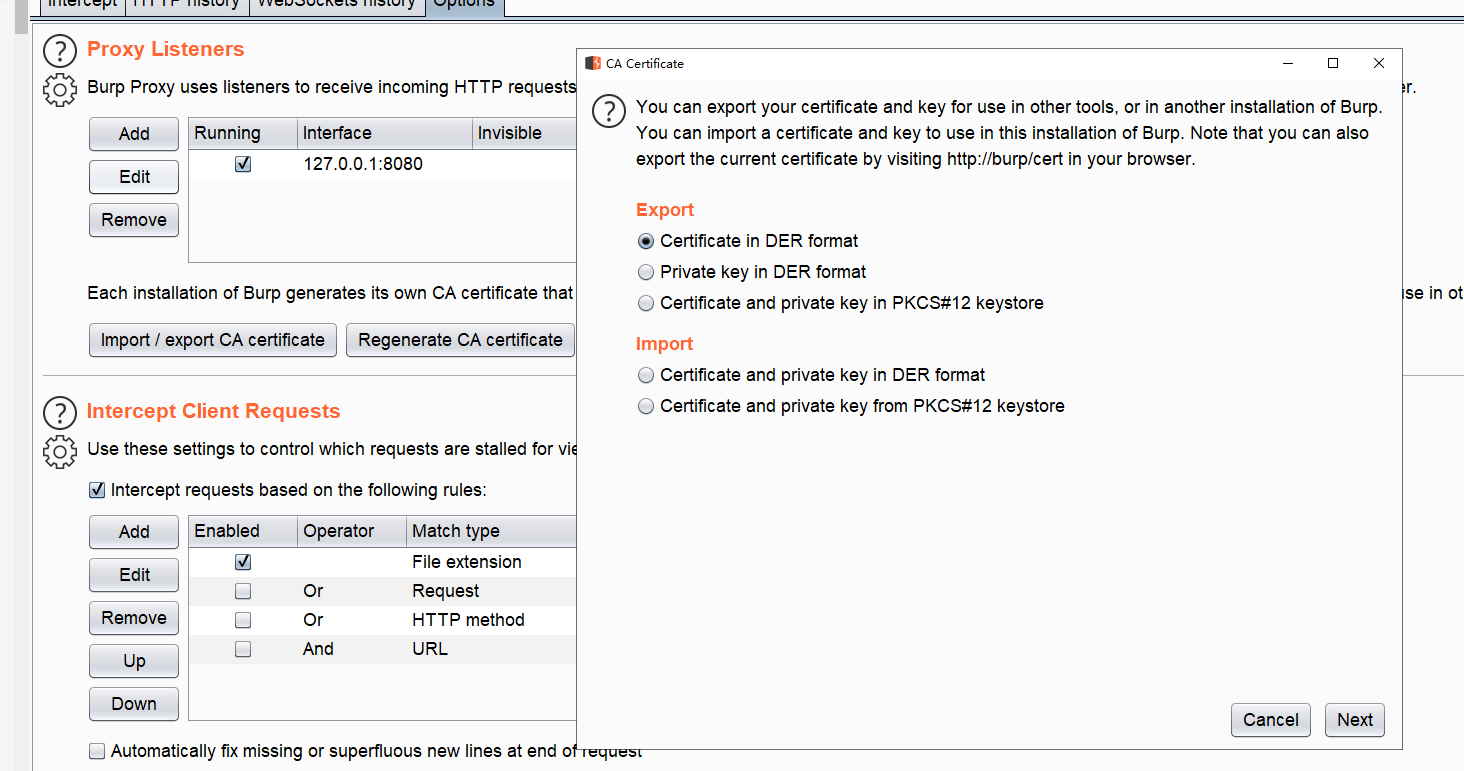 Intercept HTTP history WebSockets history Options
Proxy Listeners
Burp Proxy uses listeners to receive incoming HTTP requests
Add
Edit
Remove
Running Interface Invisible
127.0.0.1:8080
Each installation of Burp generates its own CA certificate that
Import / export CA certificate Regenerate CA certificate
Intercept Client Requests
Use these settings to control which requests are stalled for
Intercept requests based on the following rules:
Add
Edit
Remove
Up
Down
Enabled Operator Match type
File extension
Or Request
Or HTTP method
And URL
Automatically fix missing or superfluous new lines at end of request
CA Certificate
You can export your certificate and key for use in other tools, or in another installation of Burp.
You can import a certificate and key to use in this installation of Burp. Note that you can also
export the current certificate by visiting http://burp/cert in your browser.
Export
Certificate in DER format
Private key in DER format
Certificate and private key in PKCS#12 keystore
Import
Certificate and private key in DER format
Certificate and private key from PKCS#12 keystore
Cancel Next